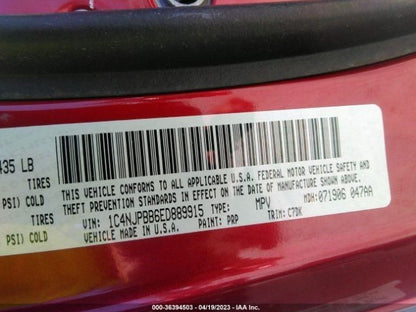 435 LB
TIRES
PSI) COLD
TIRES
PSI) COLD
THIS VEHICLE CONFORMS TO ALL APPLICABLE U.S.A. FEDERAL MOTOR VEHICLE SAFETY AND
THEFT PREVENTION STANDARDS IN EFFECT ON THE DATE OF MANUFACTURE SHOWN ABOVE.
VIN: 1C4NJPBB6ED889915 TYPE: MPV MDH: 071906 047AA
VEHICLE MADE IN U.S.A. PAINT: PRP TRIM: C7DK
000-36394503 - 04/19/2023 - IAA Inc.